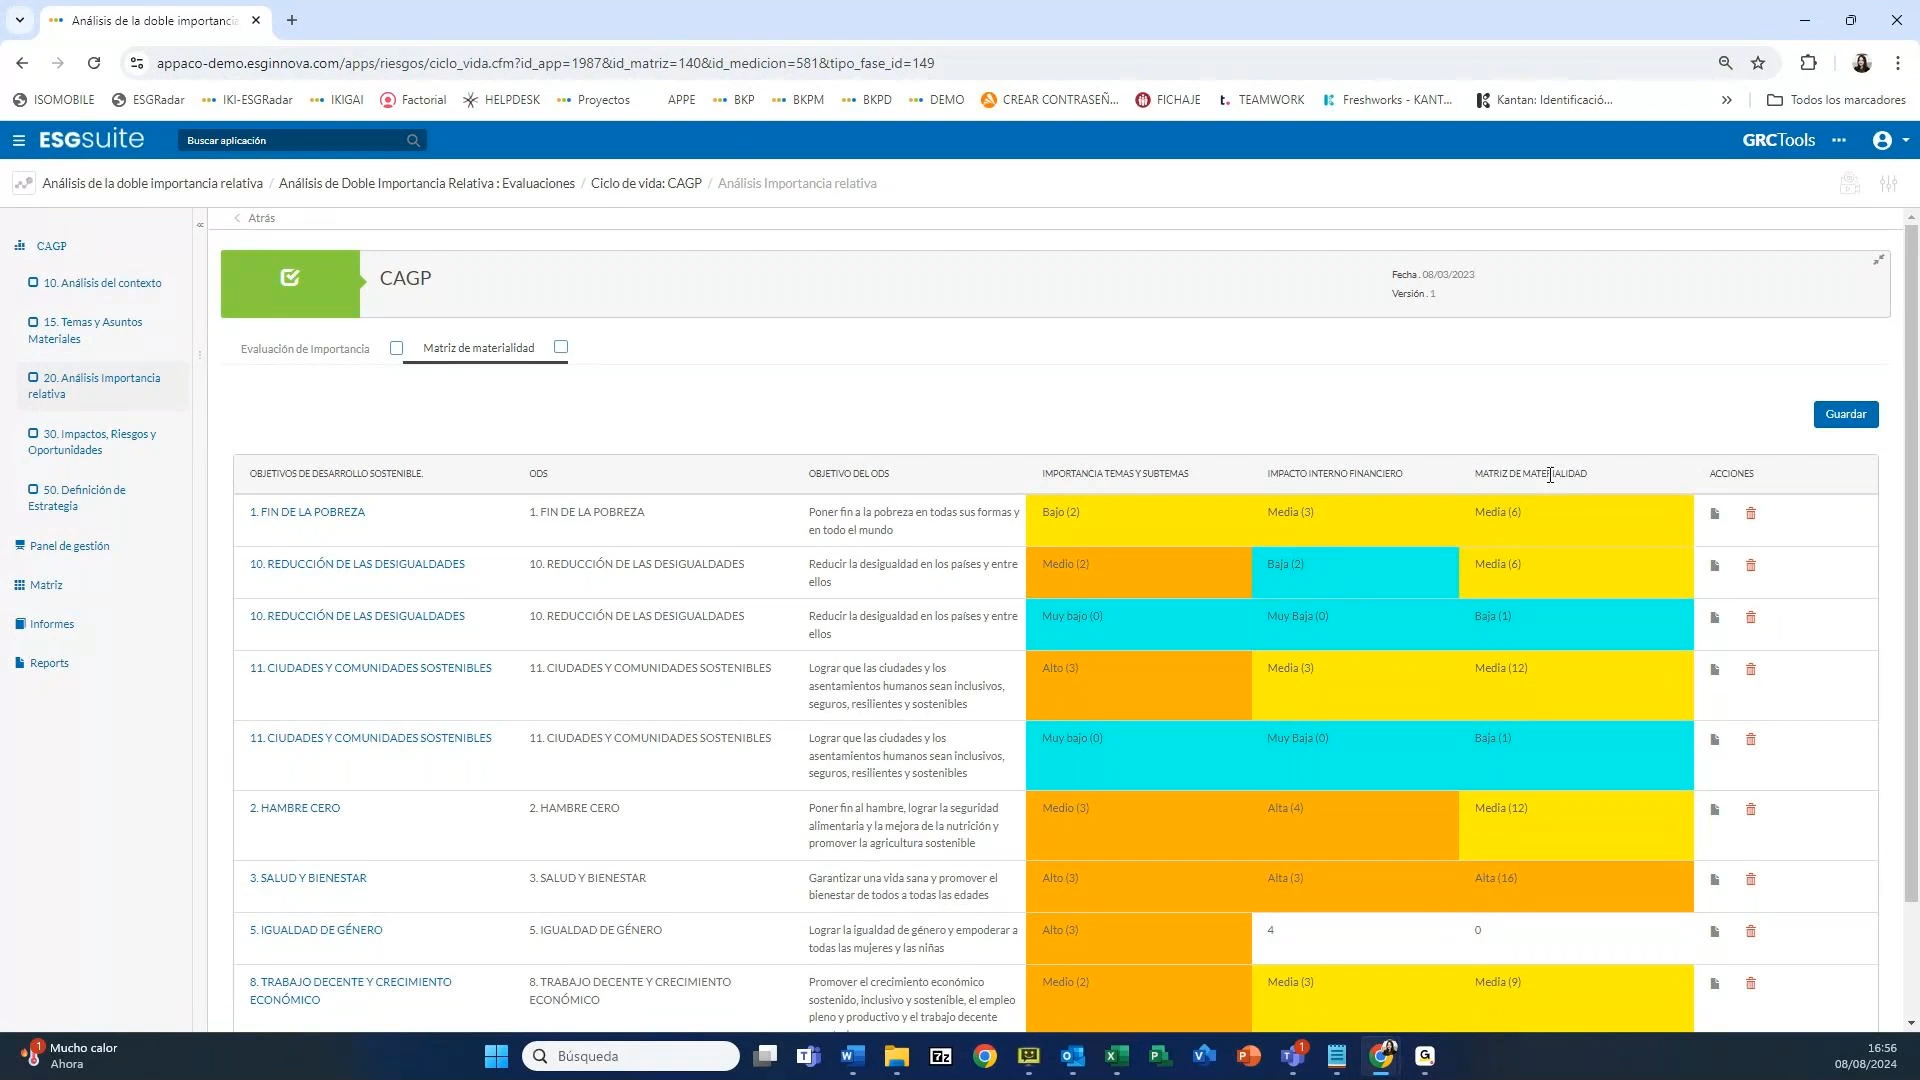 Análisis de la doble importancia
appaco-demo.esginnova.com/apps/riesgos/ciclo_vida.cfm?id_app=1987&id_matriz=140&id_medicion=581&tipo_fase_id=149
ISOMOBILE ESGRadar IKI-ESGRadar IKIGAI Factorial HELPDESK Proyectos APPE BKP BKPM BKPD DEMO CREAR CONTRASEÑ... FICHAJE TEAMWORK Freshworks - KANT... Kantan: Identificació... » Todos los marcadores
ESGsuite Buscar aplicación GRCTools
Análisis de la doble importancia relativa / Análisis de Doble Importancia Relativa : Evaluaciones / Ciclo de vida: CAGP / Análisis Importancia relativa
Atrás
CAGP
10. Análisis del contexto
15. Temas y Asuntos
Materiales
20. Análisis Importancia
relativa
30. Impactos, Riesgos y
Oportunidades
50. Definición de
Estrategia
Panel de gestión
Matriz
Informes
Reports
CAGP
Fecha . 08/03/2023
Versión . 1
Evaluación de Importancia Matriz de materialidad
Guardar
OBJETIVOS DE DESARROLLO SOSTENIBLE. ODS OBJETIVO DEL ODS IMPORTANCIA TEMAS Y SUBTEMAS IMPACTO INTERNO FINANCIERO MATRIZ DE MATERIALIDAD ACCIONES
1. FIN DE LA POBREZA 1. FIN DE LA POBREZA Poner fin a la pobreza en todas sus formas y Bajo (2) Media (3) Media (6)
en todo el mundo
10. REDUCCIÓN DE LAS DESIGUALDADES 10. REDUCCIÓN DE LAS DESIGUALDADES Reducir la desigualdad en los países y entre Medio (2) Baja (2) Media (6)
ellos
10. REDUCCIÓN DE LAS DESIGUALDADES 10. REDUCCIÓN DE LAS DESIGUALDADES Reducir la desigualdad en los países y entre Muy bajo (0) Muy Baja (0) Baja (1)
ellos
11. CIUDADES Y COMUNIDADES SOSTENIBLES 11. CIUDADES Y COMUNIDADES SOSTENIBLES Lograr que las ciudades y los Alto (3) Media (3) Media (12)
asentamientos humanos sean inclusivos,
seguros, resilientes y sostenibles
11. CIUDADES Y COMUNIDADES SOSTENIBLES 11. CIUDADES Y COMUNIDADES SOSTENIBLES Lograr que las ciudades y los Muy bajo (0) Muy Baja (0) Baja (1)
asentamientos humanos sean inclusivos,
seguros, resilientes y sostenibles
2. HAMBRE CERO 2. HAMBRE CERO Poner fin al hambre, lograr la seguridad Medio (3) Alta (4) Media (12)
alimentaria y la mejora de la nutrición y
promover la agricultura sostenible
3. SALUD Y BIENESTAR 3. SALUD Y BIENESTAR Garantizar una vida sana y promover el Alto (3) Alta (3) Alta (16)
bienestar de todos a todas las edades
5. IGUALDAD DE GÉNERO 5. IGUALDAD DE GÉNERO Lograr la igualdad de género y empoderar a Alto (3) 4 0
todas las mujeres y las niñas
8. TRABAJO DECENTE Y CRECIMIENTO 8. TRABAJO DECENTE Y CRECIMIENTO Promover el crecimiento económico Medio (2) Media (3) Media (9)
ECONÓMICO ECONÓMICO sostenido, inclusivo y sostenible, el empleo
pleno y productivo y el trabajo decente
1 Mucho calor
Ahora
Búsqueda
1
16:56
08/08/2024